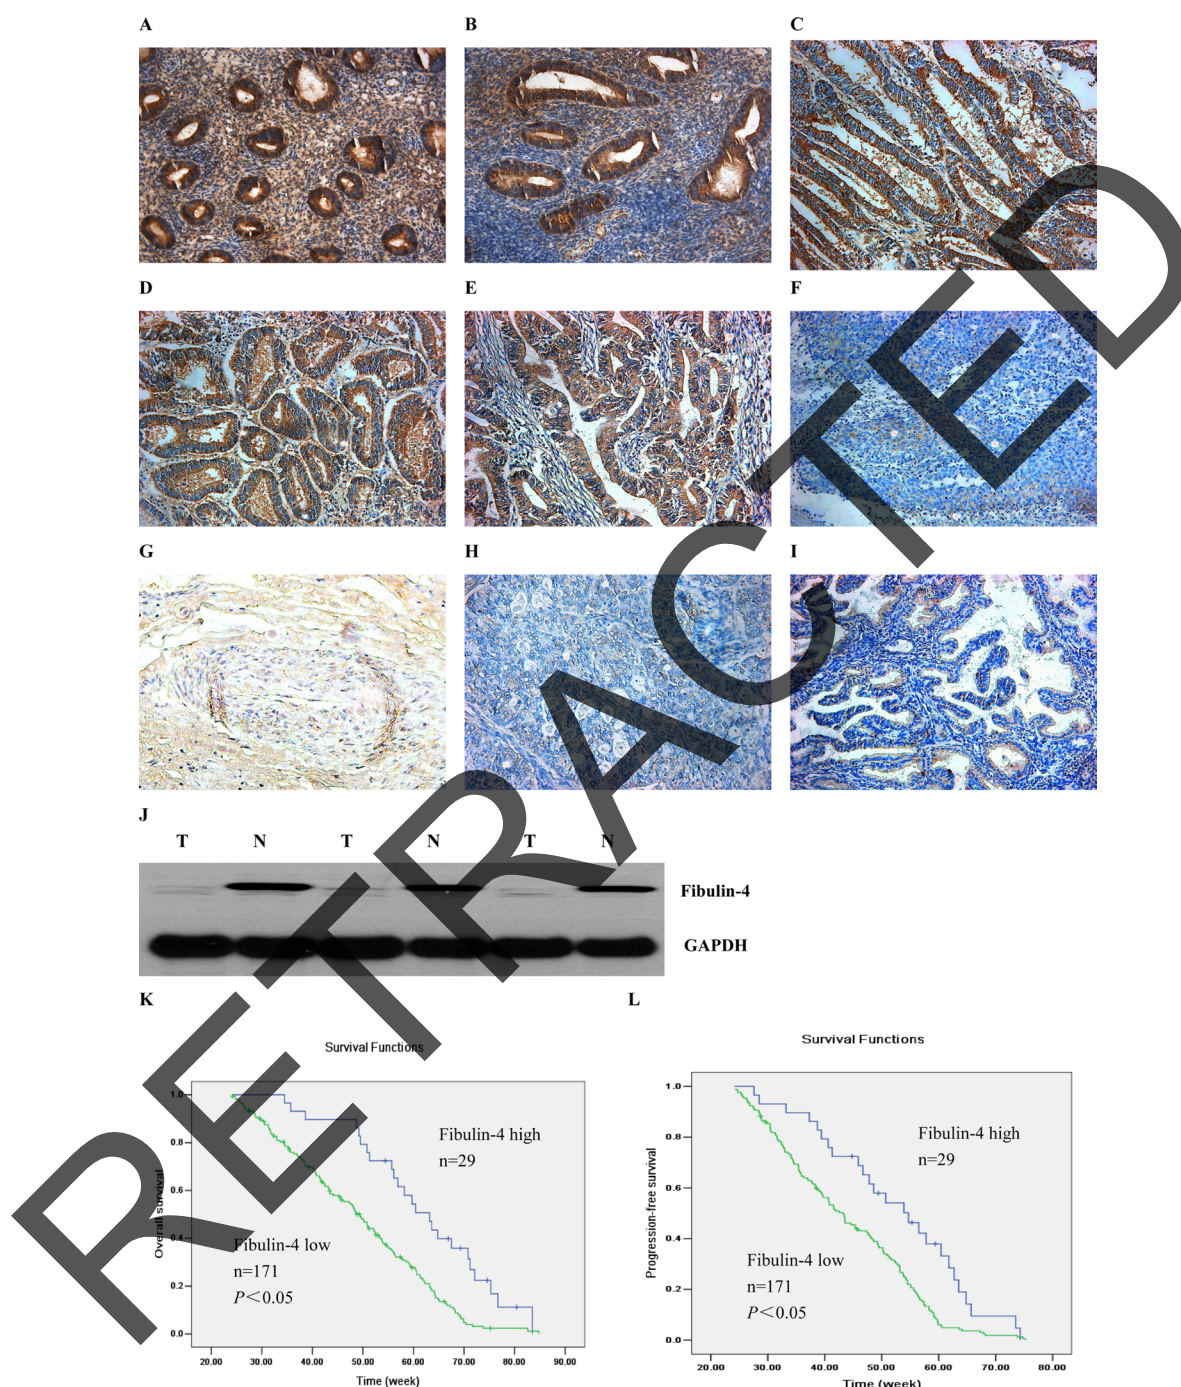 A
B
C
D
E
F
G
H
I
J
T N T N T N
Fibulin-4
GAPDH
K
L
Survival Functions
Overall survival
1.0
0.8
0.6
0.4
0.2
0.0
Fibulin-4 high
n=29
Fibulin-4 low
n=171
P<0.05
20.00 30.00 40.00 50.00 60.00 70.00 80.00 90.00
Time (week)
Survival Functions
Progression-free survival
1.0
0.8
0.6
0.4
0.2
0.0
Fibulin-4 high
n=29
Fibulin-4 low
n=171
P<0.05
20.00 30.00 40.00 50.00 60.00 70.00 80.00
Time (week)
RETRACTED